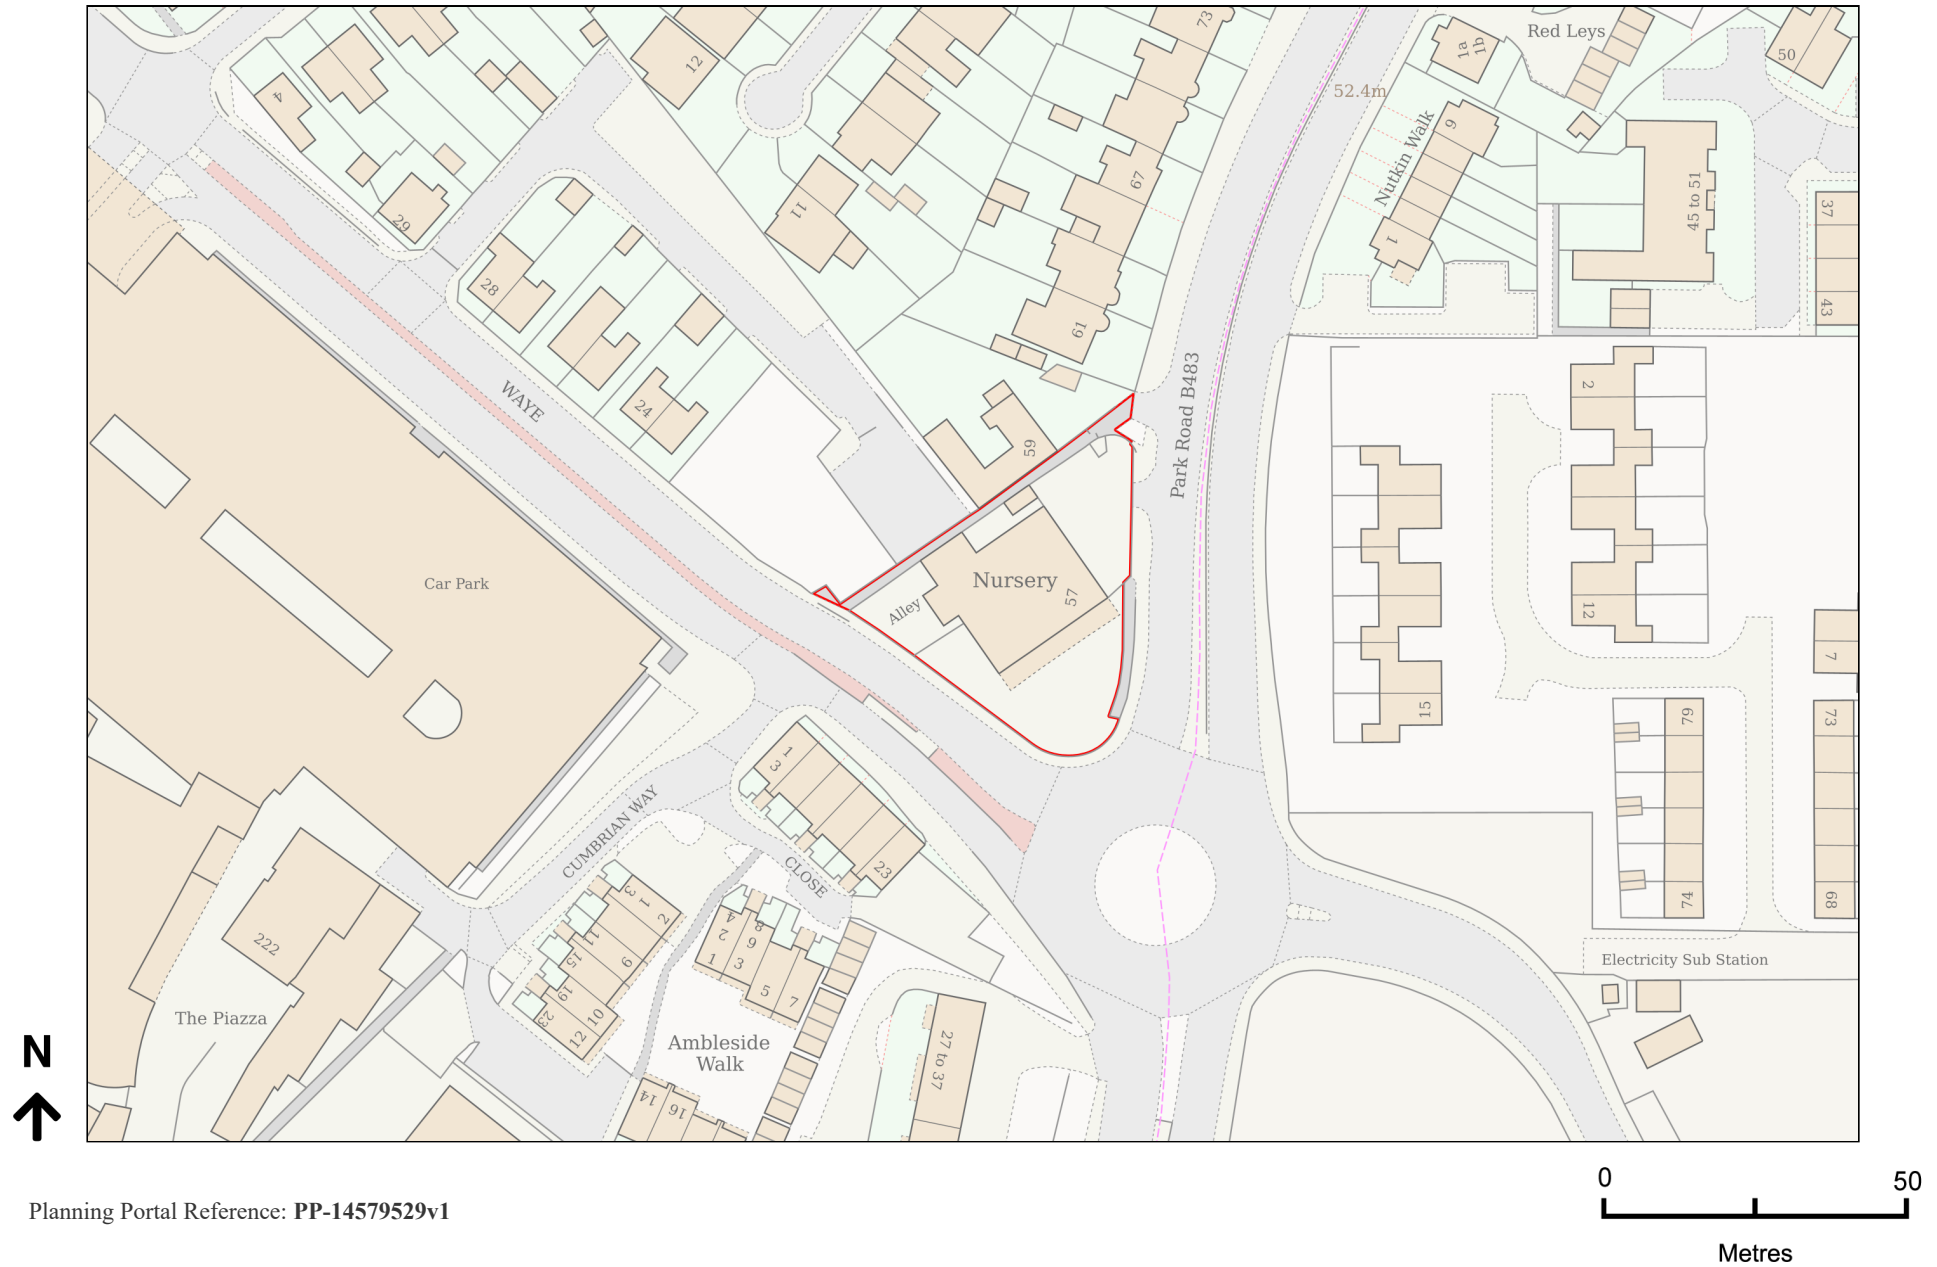 73
Red Leys
50
1a
1b
12
4
52.4m
9
Nutkin Walk
67
45 to 51
37
11
29
1
28
43
61
Park Road B483
2
WAYE
24
59
Car Park
Nursery
57
Alley
12
7
15
79
73
1
3
CUMBRIAN WAY
CLOSE
23
74
68
3
1
2
4
2
8
6
11
15
9
1
3
222
19
5
7
Electricity Sub Station
23
10
12
The Piazza
Ambleside
Walk
27 to 37
14
16
N
0
50
Metres
Planning Portal Reference: PP-14579529v1